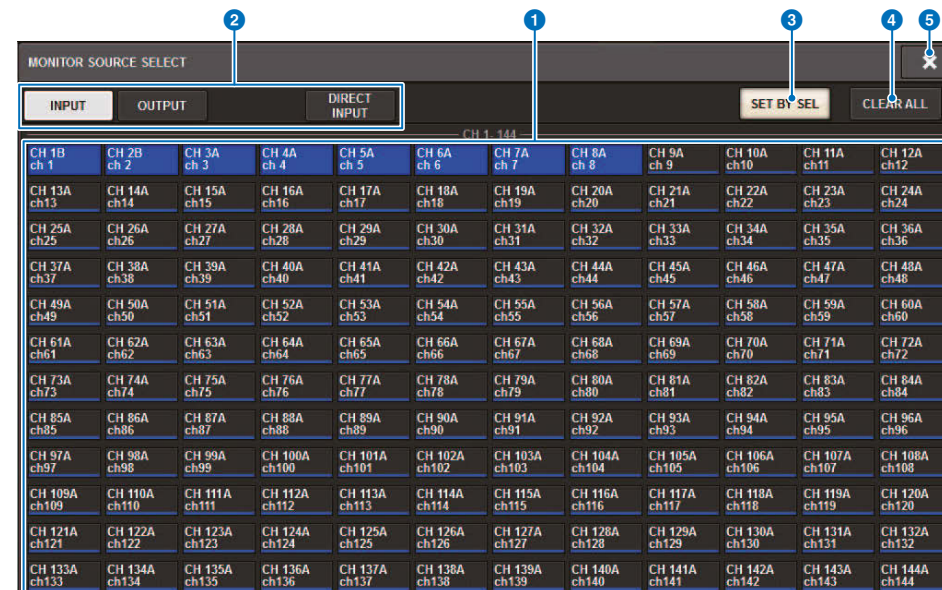 2 1 3 4 5
MONITOR SOURCE SELECT
INPUT OUTPUT DIRECT INPUT SET BY SEL CLEAR ALL
CH 1- 144
CH 1B CH 2B CH 3A CH 4A CH 5A CH 6A CH 7A CH 8A CH 9A CH 10A CH 11A CH 12A
ch 1 ch 2 ch 3 ch 4 ch 5 ch 6 ch 7 ch 8 ch 9 ch10 ch11 ch12
CH 13A CH 14A CH 15A CH 16A CH 17A CH 18A CH 19A CH 20A CH 21A CH 22A CH 23A CH 24A
ch13 ch14 ch15 ch16 ch17 ch18 ch19 ch20 ch21 ch22 ch23 ch24
CH 25A CH 26A CH 27A CH 28A CH 29A CH 30A CH 31A CH 32A CH 33A CH 34A CH 35A CH 36A
ch25 ch26 ch27 ch28 ch29 ch30 ch31 ch32 ch33 ch34 ch35 ch36
CH 37A CH 38A CH 39A CH 40A CH 41A CH 42A CH 43A CH 44A CH 45A CH 46A CH 47A CH 48A
ch37 ch38 ch39 ch40 ch41 ch42 ch43 ch44 ch45 ch46 ch47 ch48
CH 49A CH 50A CH 51A CH 52A CH 53A CH 54A CH 55A CH 56A CH 57A CH 58A CH 59A CH 60A
ch49 ch50 ch51 ch52 ch53 ch54 ch55 ch56 ch57 ch58 ch59 ch60
CH 61A CH 62A CH 63A CH 64A CH 65A CH 66A CH 67A CH 68A CH 69A CH 70A CH 71A CH 72A
ch61 ch62 ch63 ch64 ch65 ch66 ch67 ch68 ch69 ch70 ch71 ch72
CH 73A CH 74A CH 75A CH 76A CH 77A CH 78A CH 79A CH 80A CH 81A CH 82A CH 83A CH 84A
ch73 ch74 ch75 ch76 ch77 ch78 ch79 ch80 ch81 ch82 ch83 ch84
CH 85A CH 86A CH 87A CH 88A CH 89A CH 90A CH 91A CH 92A CH 93A CH 94A CH 95A CH 96A
ch85 ch86 ch87 ch88 ch89 ch90 ch91 ch92 ch93 ch94 ch95 ch96
CH 97A CH 98A CH 99A CH 100A CH 101A CH 102A CH 103A CH 104A CH 105A CH 106A CH 107A CH 108A
ch97 ch98 ch99 ch100 ch101 ch102 ch103 ch104 ch105 ch106 ch107 ch108
CH 109A CH 110A CH 111A CH 112A CH 113A CH 114A CH 115A CH 116A CH 117A CH 118A CH 119A CH 120A
ch109 ch110 ch111 ch112 ch113 ch114 ch115 ch116 ch117 ch118 ch119 ch120
CH 121A CH 122A CH 123A CH 124A CH 125A CH 126A CH 127A CH 128A CH 129A CH 130A CH 131A CH 132A
ch121 ch122 ch123 ch124 ch125 ch126 ch127 ch128 ch129 ch130 ch131 ch132
CH 133A CH 134A CH 135A CH 136A CH 137A CH 138A CH 139A CH 140A CH 141A CH 142A CH 143A CH 144A
ch133 ch134 ch135 ch136 ch137 ch138 ch139 ch140 ch141 ch142 ch143 ch144